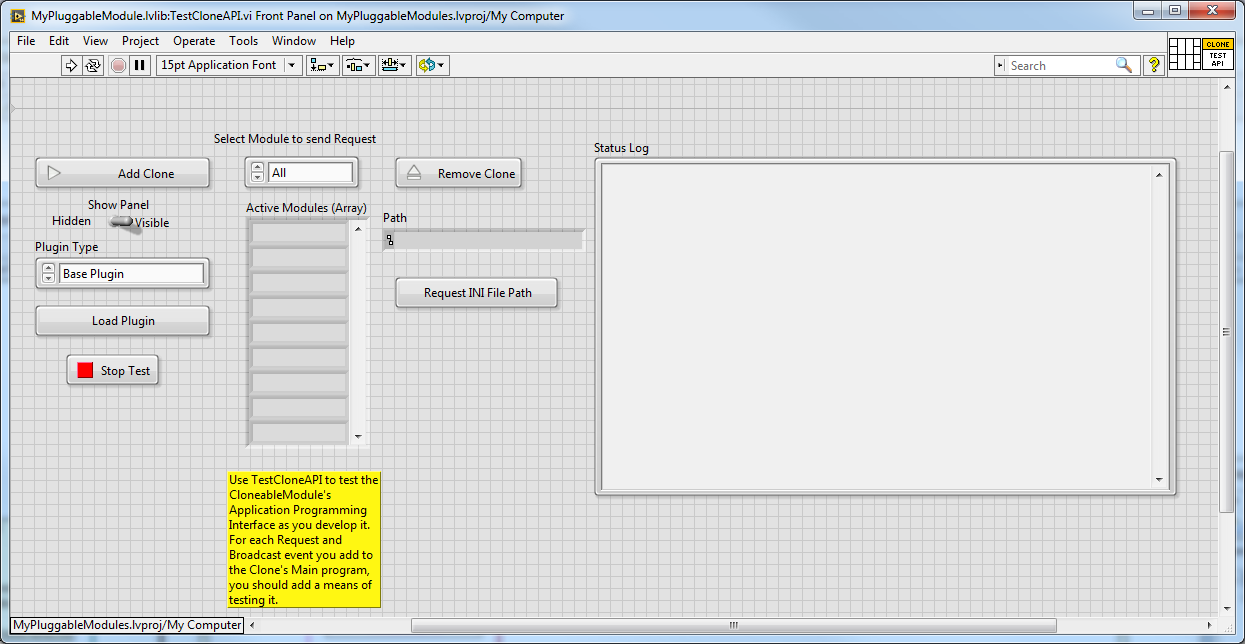 MyPluggableModule.lvlib:TestCloneAPI.vi Front Panel on MyPluggableModules.lvproj/My Computer
File Edit View Project Operate Tools Window Help
15pt Application Font
Search
?
CLONE
TEST
API
Select Module to send Request
Status Log
Add Clone
All
Remove Clone
Show Panel
Hidden
Visible
Active Modules (Array)
Path
Plugin Type
Base Plugin
Request INI File Path
Load Plugin
Stop Test
Use TestCloneAPI to test the
CloneableModule's
Application Programming
Interface as you develop it.
For each Request and
Broadcast event you add to
the Clone's Main program,
you should add a means of
testing it.
MyPluggableModules.lvproj/My Computer